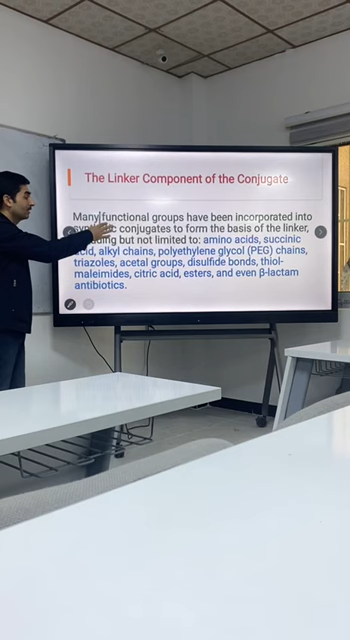 The Linker Component of the Conjugate
Many functional groups have been incorporated into
conjugates to form the basis of the linker,
but not limited to: amino acids, succinic
acid, alkyl chains, polyethylene glycol (PEG) chains,
triazoles, acetal groups, disulfide bonds, thiol-
maleimides, citric acid, esters, and even β-lactam
antibiotics.